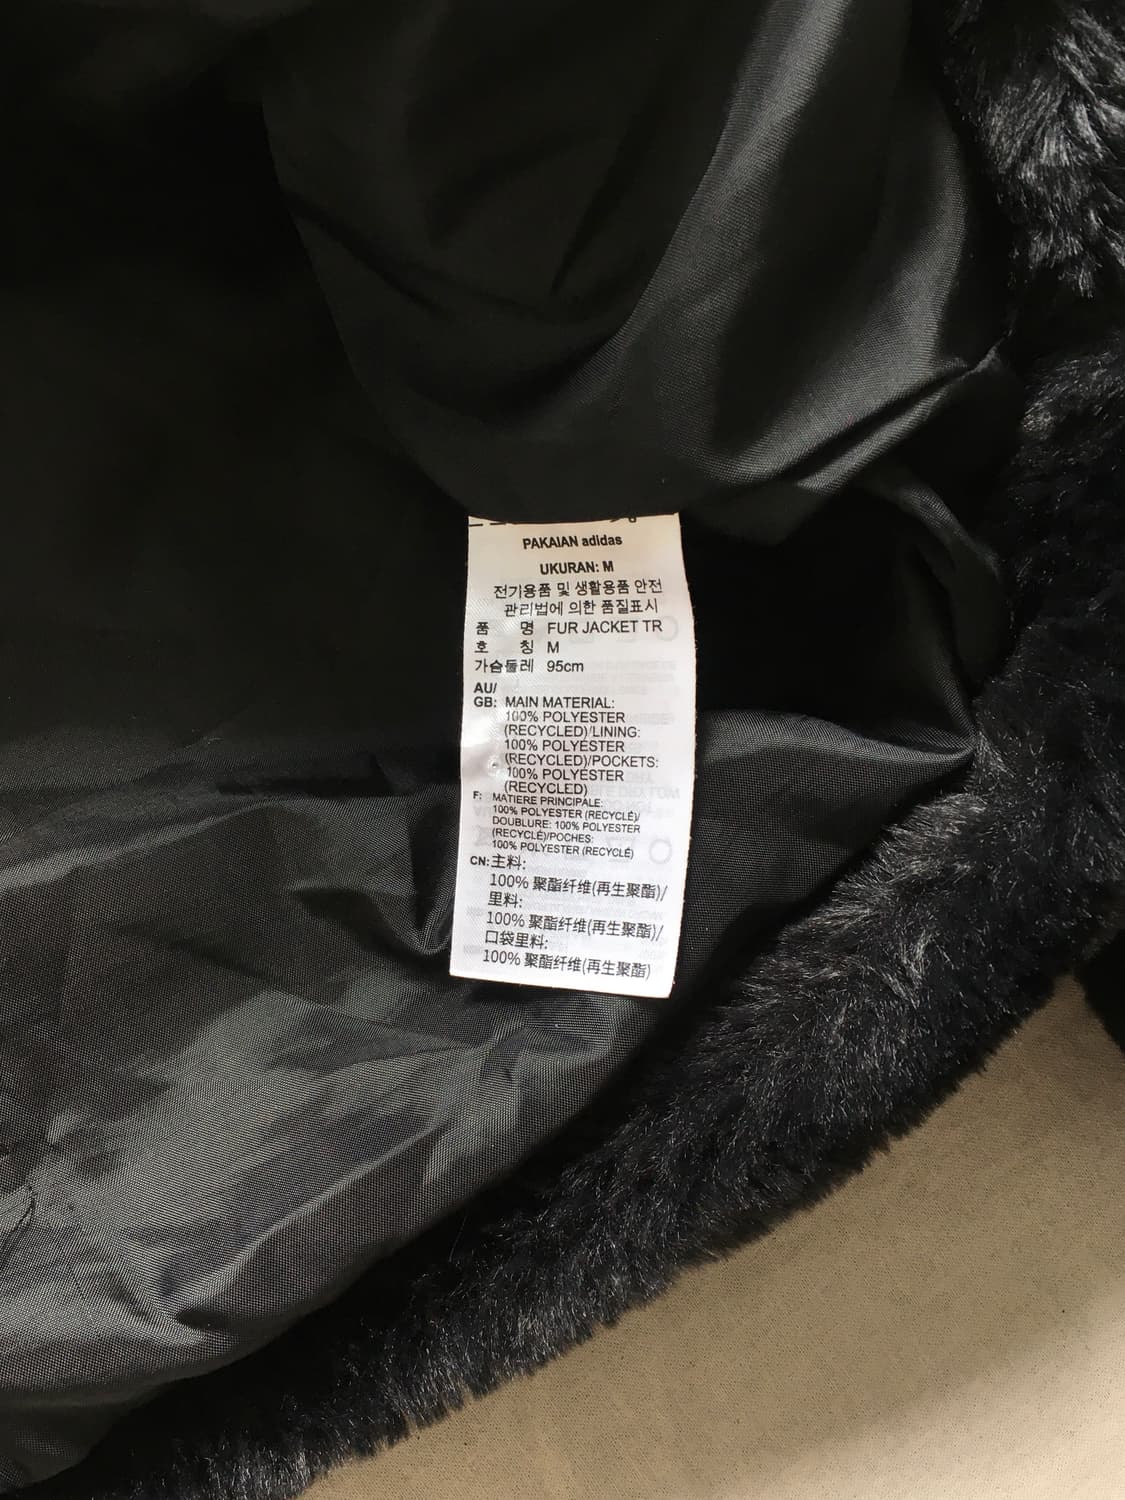 PAKAIAN adidas
UKURAN: M
전기용품 및 생활용품 안전
관리법에 의한 품질표시
품 명 FUR JACKET TR
호 칭 M
가슴둘레 95cm
AU/
GB: MAIN MATERIAL:
100% POLYESTER
(RECYCLED)/LINING:
100% POLYESTER
(RECYCLED)/POCKETS:
100% POLYESTER
(RECYCLED)
F: MATIERE PRINCIPALE:
100% POLYESTER (RECYCLÉ)/
DOUBLURE: 100% POLYESTER
(RECYCLÉ)/POCHES:
100% POLYESTER (RECYCLÉ)
CN: 主料:
100% 聚酯纤维(再生聚酯)/
里料:
100% 聚酯纤维(再生聚酯)/
口袋里料:
100% 聚酯纤维(再生聚酯)